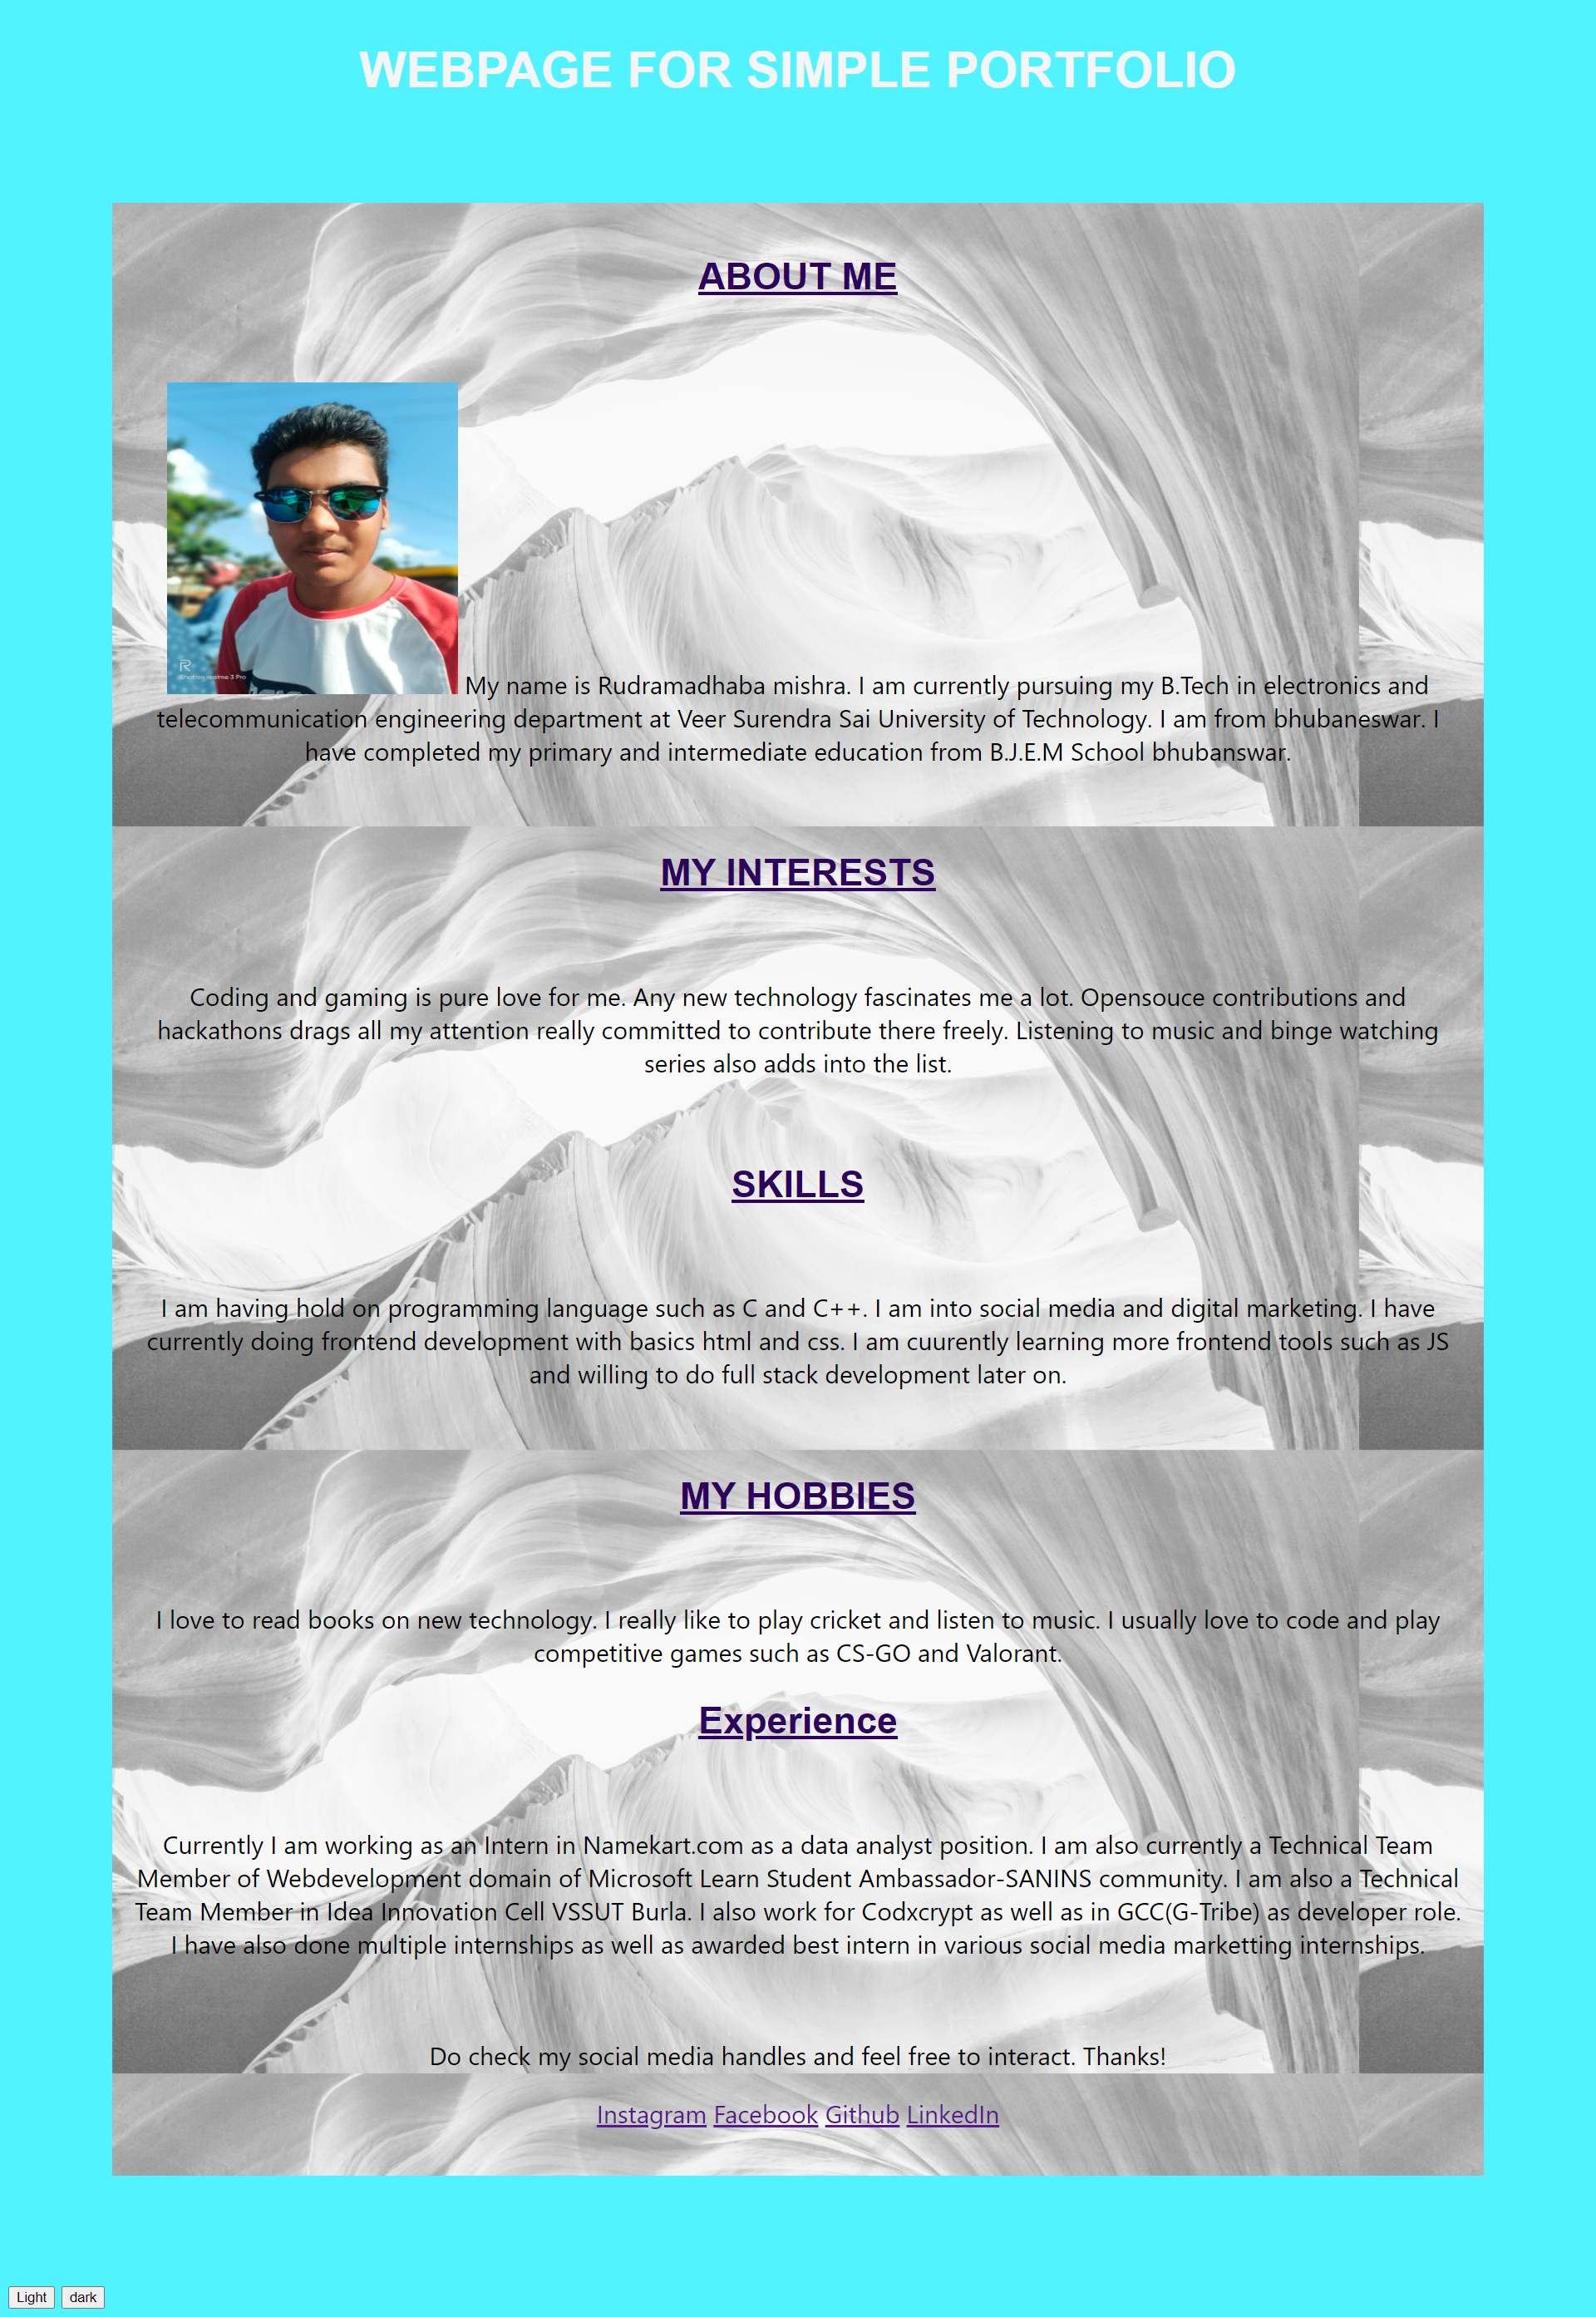 WEBPAGE FOR SIMPLE PORTFOLIO
ABOUT ME
Shot on realme 3 Pro
My name is Rudramadhaba mishra. I am currently pursuing my B.Tech in electronics and
telecommunication engineering department at Veer Surendra Sai University of Technology. I am from bhubaneswar. I
have completed my primary and intermediate education from B.J.E.M School bhubanswar.
MY INTERESTS
Coding and gaming is pure love for me. Any new technology fascinates me a lot. Opensouce contributions and
hackathons drags all my attention really committed to contribute there freely. Listening to music and binge watching
series also adds into the list.
SKILLS
I am having hold on programming language such as C and C++. I am into social media and digital marketing. I have
currently doing frontend development with basics html and css. I am cuurently learning more frontend tools such as JS
and willing to do full stack development later on.
MY HOBBIES
I love to read books on new technology. I really like to play cricket and listen to music. I usually love to code and play
competitive games such as CS-GO and Valorant.
Experience
Currently I am working as an Intern in Namekart.com as a data analyst position. I am also currently a Technical Team
Member of Webdevelopment domain of Microsoft Learn Student Ambassador-SANINS community. I am also a Technical
Team Member in Idea Innovation Cell VSSUT Burla. I also work for Codxcrypt as well as in GCC(G-Tribe) as developer role.
I have also done multiple internships as well as awarded best intern in various social media marketting internships.
Do check my social media handles and feel free to interact. Thanks!
Instagram Facebook Github LinkedIn
Light dark